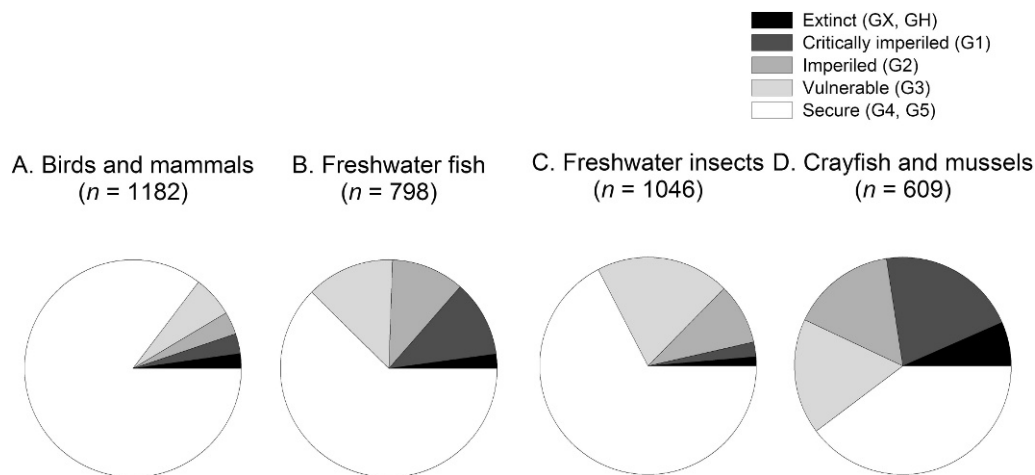 Extinct (GX, GH)
Critically imperiled (G1)
Imperiled (G2)
Vulnerable (G3)
Secure (G4, G5)
A. Birds and mammals
(n = 1182)
B. Freshwater fish
(n = 798)
C. Freshwater insects
(n = 1046)
D. Crayfish and mussels
(n = 609)